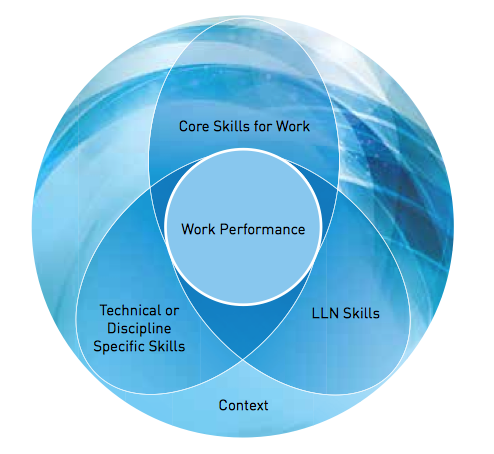 Core Skills for Work
Work Performance
Technical or
Discipline
Specific Skills
LLN Skills
Context